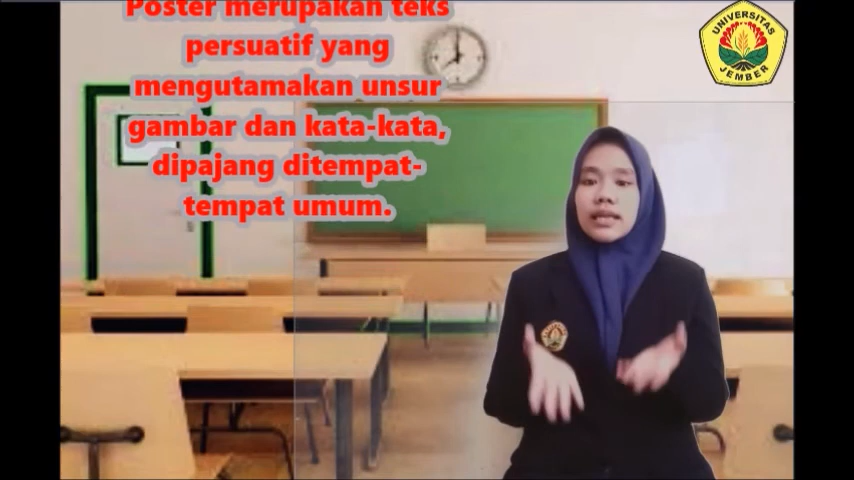 Poster merupakan teks
persuatif yang
mengutamakan unsur
gambar dan kata-kata,
dipajang ditempat-
tempat umum.
UNIVERSITAS
JEMBER